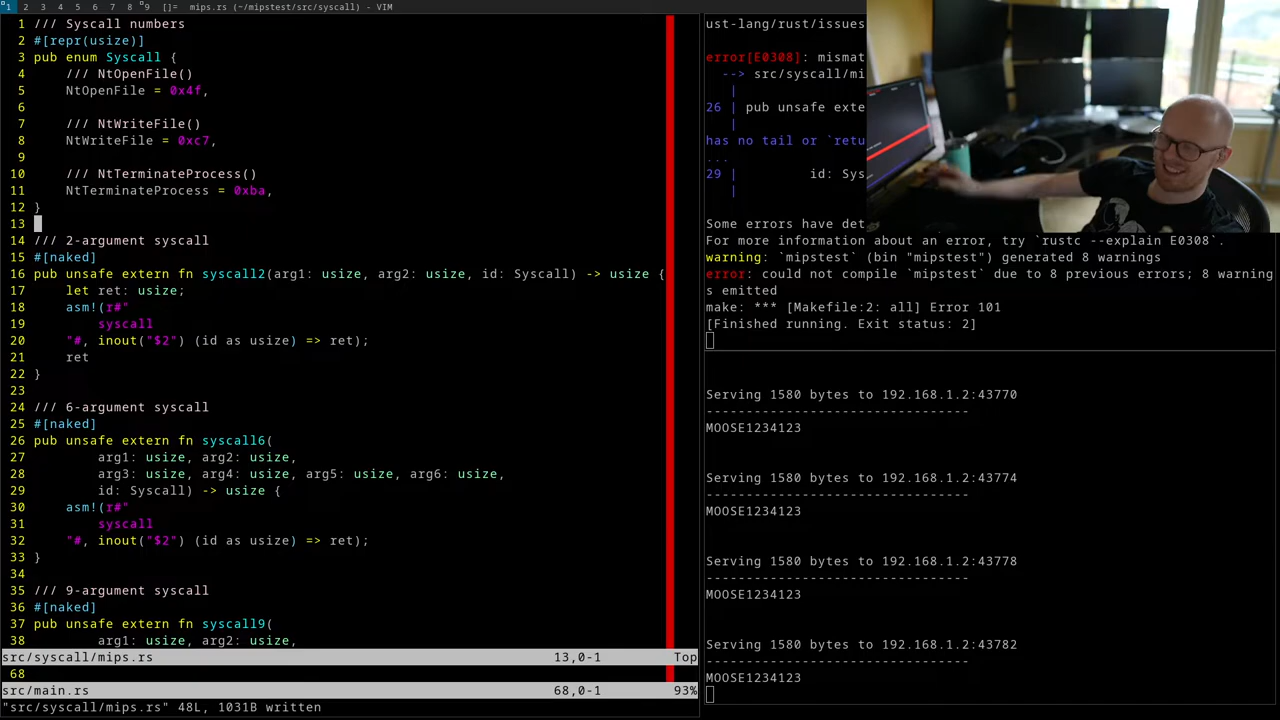 1 2 3 4 5 6 7 8 9 []= mips.rs (~/mipstest/src/syscall) - VIM
1 /// Syscall numbers
2 #[repr(usize)]
3 pub enum Syscall {
4 /// NtOpenFile()
5 NtOpenFile = 0x4f,
6
7 /// NtWriteFile()
8 NtWriteFile = 0xc7,
9
10 /// NtTerminateProcess()
11 NtTerminateProcess = 0xba,
12 }
13
14 /// 2-argument syscall
15 #[naked]
16 pub unsafe extern fn syscall2(arg1: usize, arg2: usize, id: Syscall) -> usize {
17 let ret: usize;
18 asm!(r#"
19 syscall
20 "#, inout("$2") (id as usize) => ret);
21 ret
22 }
23
24 /// 6-argument syscall
25 #[naked]
26 pub unsafe extern fn syscall6(
27 arg1: usize, arg2: usize,
28 arg3: usize, arg4: usize, arg5: usize, arg6: usize,
29 id: Syscall) -> usize {
30 asm!(r#"
31 syscall
32 "#, inout("$2") (id as usize) => ret);
33 }
34
35 /// 9-argument syscall
36 #[naked]
37 pub unsafe extern fn syscall9(
38 arg1: usize, arg2: usize,
src/syscall/mips.rs 13,0-1 Top
68
src/main.rs 68,0-1 93%
"src/syscall/mips.rs" 48L, 1031B written
ust-lang/rust/issues
error[E0308]: mismat
--> src/syscall/mi
|
26 | pub unsafe exte
|
has no tail or `retu
...
29 | id: Sys
|
Some errors have det
For more information about an error, try `rustc --explain E0308`.
warning: `mipstest` (bin "mipstest") generated 8 warnings
error: could not compile `mipstest` due to 8 previous errors; 8 warning
s emitted
make: *** [Makefile:2: all] Error 101
[Finished running. Exit status: 2]
Serving 1580 bytes to 192.168.1.2:43770
---------------------------------
MOOSE1234123
Serving 1580 bytes to 192.168.1.2:43774
---------------------------------
MOOSE1234123
Serving 1580 bytes to 192.168.1.2:43778
---------------------------------
MOOSE1234123
Serving 1580 bytes to 192.168.1.2:43782
---------------------------------
MOOSE1234123